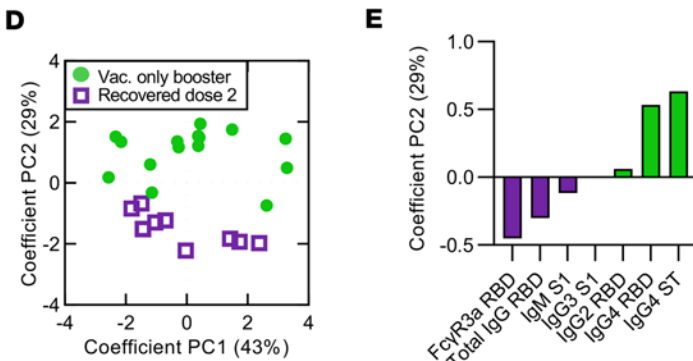 D
Coefficient PC2 (29%)
4
2
0
-2
-4
Vac. only booster
Recovered dose 2
-4
-2
0
2
4
Coefficient PC1 (43%)
E
Coefficient PC2 (29%)
1.0
0.5
0.0
-0.5
FcγR3a RBD
Total IgG RBD
IgM S1
IgG3 S1
IgG2 RBD
IgG4 RBD
IgG4 ST